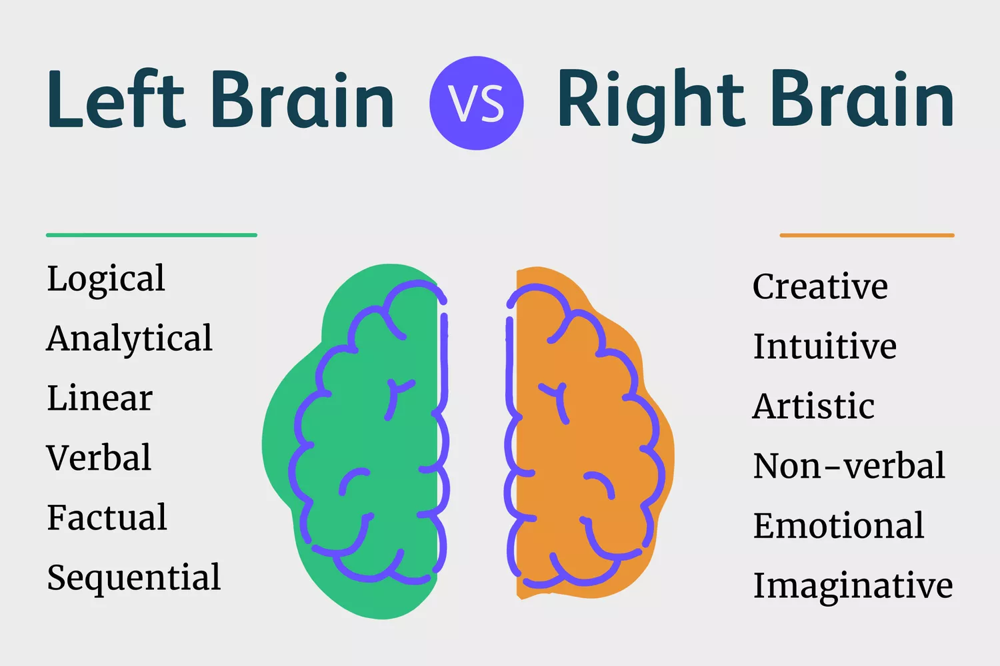 Left Brain VS Right Brain
Logical
Analytical
Linear
Verbal
Factual
Sequential
Creative
Intuitive
Artistic
Non-verbal
Emotional
Imaginative